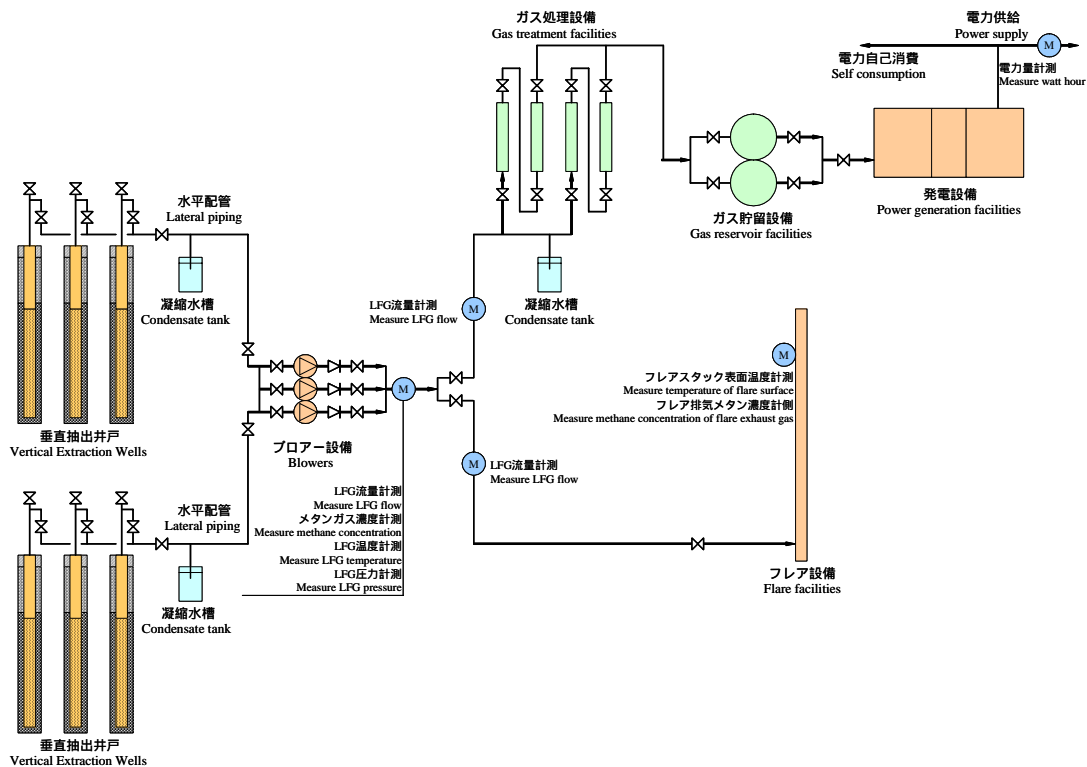 ガス処理設備
Gas treatment facilities
電力供給
Power supply
M
電力自己消費
Self consumption
電力量計測
Measure watt hour
発電設備
Power generation facilities
ガス貯留設備
Gas reservoir facilities
水平配管
Lateral piping
凝縮水槽
Condensate tank
LFG流量計測
Measure LFG flow
M
凝縮水槽
Condensate tank
M
フレアスタック表面温度計測
Measure temperature of flare surface
フレア排気メタン濃度計側
Measure methane concentration of flare exhaust gas
M
垂直抽出井戸
Vertical Extraction Wells
ブロアー設備
Blowers
M
LFG流量計測
Measure LFG flow
LFG流量計測
Measure LFG flow
メタンガス濃度計測
Measure methane concentration
LFG温度計測
Measure LFG temperature
LFG圧力計測
Measure LFG pressure
水平配管
Lateral piping
凝縮水槽
Condensate tank
フレア設備
Flare facilities
垂直抽出井戸
Vertical Extraction Wells